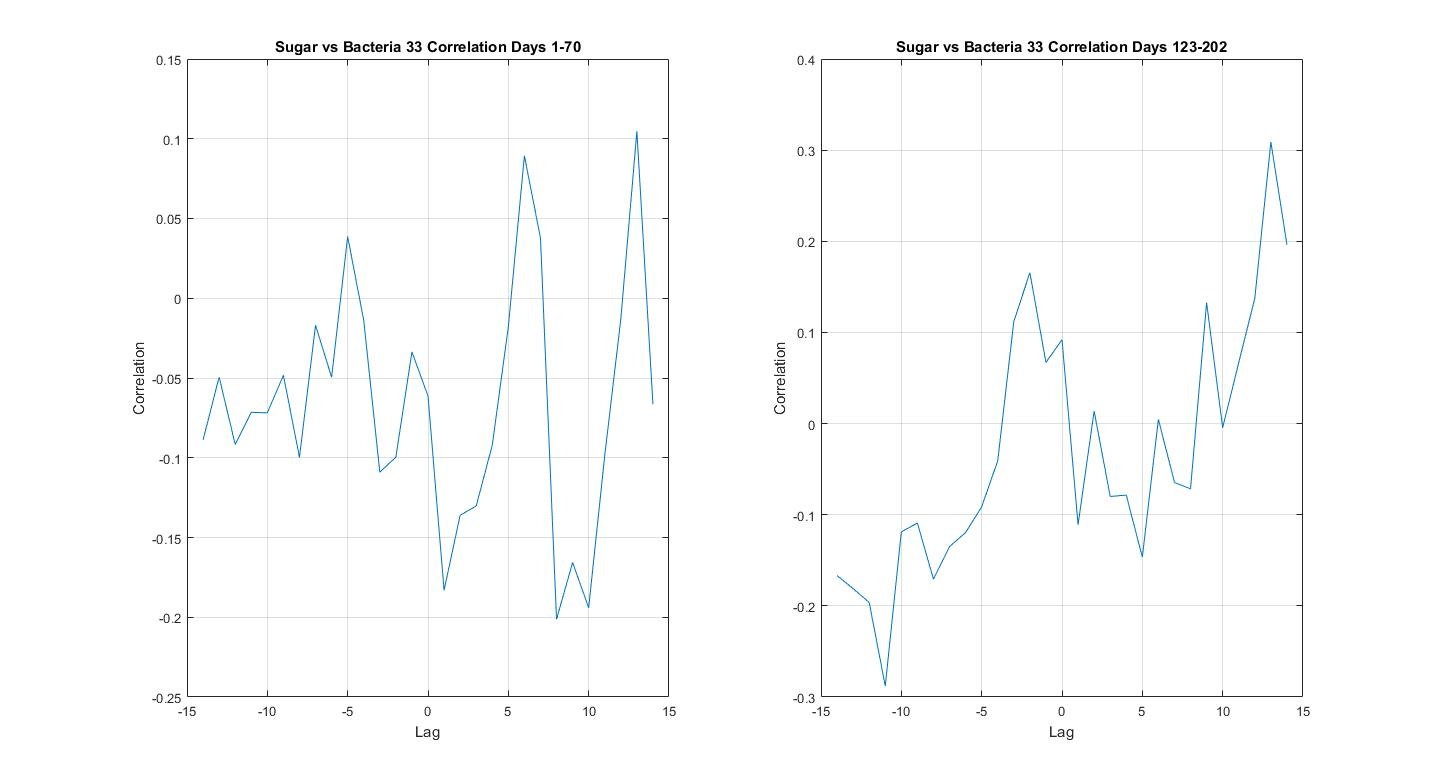 Sugar vs Bacteria 33 Correlation Days 1-70
0.15
0.1
0.05
0
-0.05
-0.1
-0.15
-0.2
-0.25
Correlation
-15 -10 -5 0 5 10 15
Lag
Sugar vs Bacteria 33 Correlation Days 123-202
0.4
0.3
0.2
0.1
0
-0.1
-0.2
-0.3
Correlation
-15 -10 -5 0 5 10 15
Lag